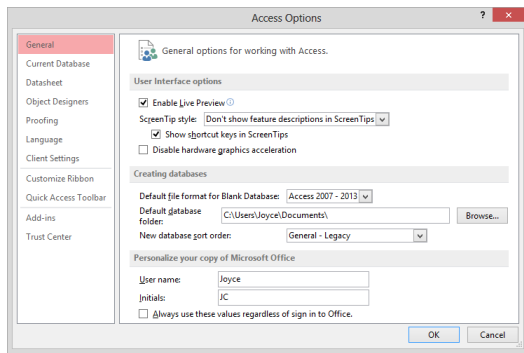 Access Options
?
General
Current Database
Datasheet
Object Designers
Proofing
Language
Client Settings
Customize Ribbon
Quick Access Toolbar
Add-ins
Trust Center
General options for working with Access.
User Interface options
Enable Live Preview
ScreenTip style: Don't show feature descriptions in ScreenTips
Show shortcut keys in ScreenTips
Disable hardware graphics acceleration
Creating databases
Default file format for Blank Database: Access 2007 - 2013
Default database folder: C:\Users\Joyce\Documents\ Browse...
New database sort order: General - Legacy
Personalize your copy of Microsoft Office
User name: Joyce
Initials: JC
Always use these values regardless of sign in to Office.
OK Cancel